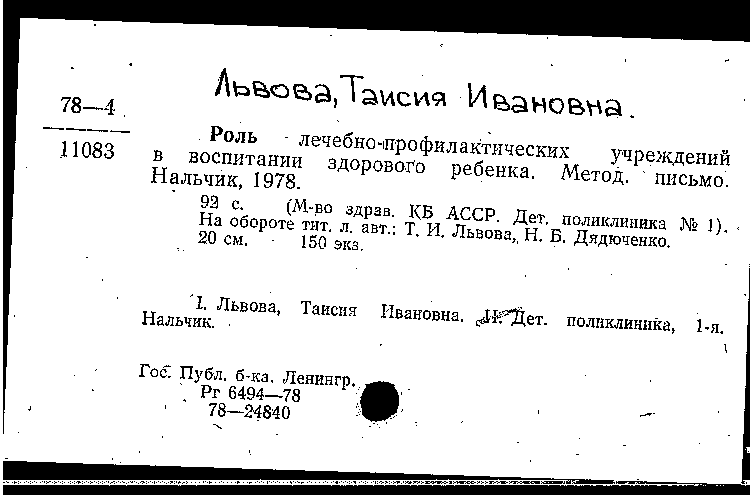 Львова, Таисия Ивановна.
78—4
11083
Роль лечебно-профилактических учреждений
в воспитании здорового ребенка. Метод. письмо.
Нальчик, 1978.
92 с. (М-во здрав. КБ АССР. Дет. поликлиника № 1).
На обороте тит. л. авт.: Т. И. Львова, Н. Б. Дядюченко.
20 см. 150 экз.
I. Львова, Таисия Ивановна. II. Дет. поликлиника, 1-я.
Нальчик.
Гос. Публ. б-ка. Ленингр.
Рг 6494—78
78—24840